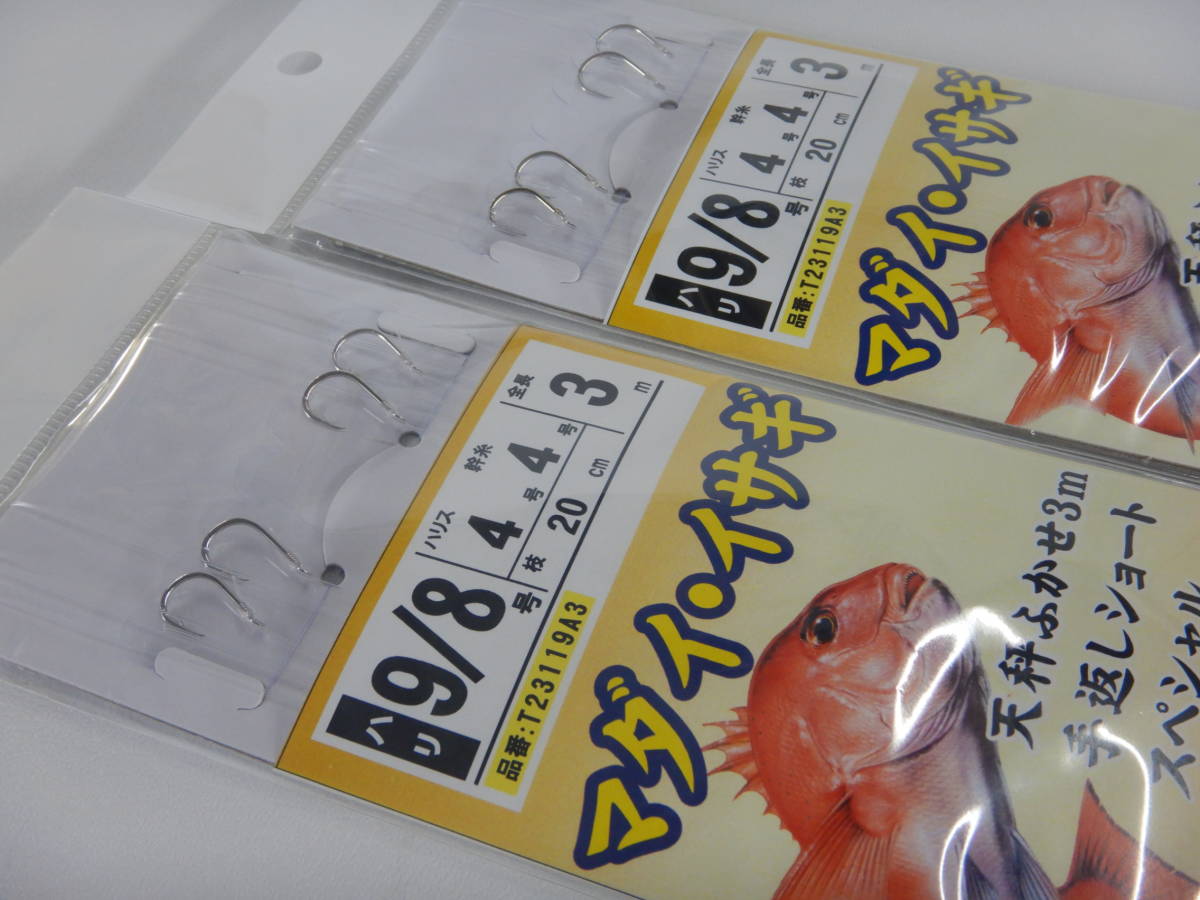 全長 3 m
幹糸 4 号
ハリス 4 号
枝 20 cm
ハリ 9/8 号
品番:T23119A3
マダイ・イサギ
全長 3 m
幹糸 4 号
ハリス 4 号
枝 20 cm
ハリ 9/8 号
品番:T23119A3
マダイ・イサギ
天秤ふかせ3m
手返しショート
スペシャル